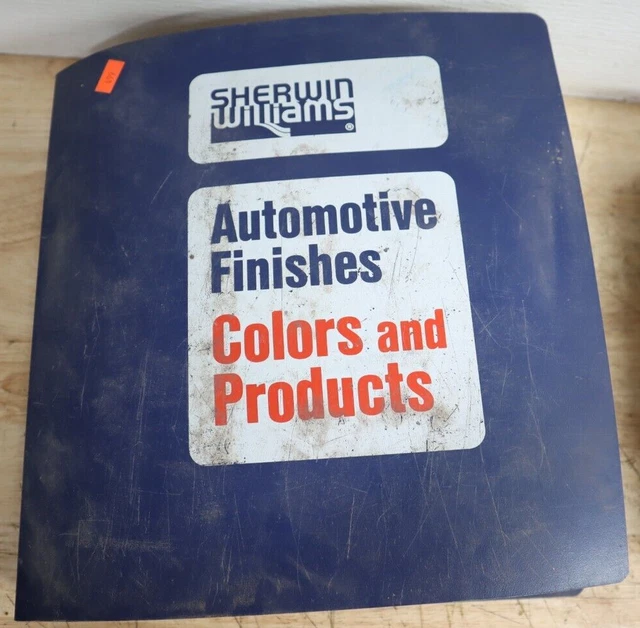 SHERWIN
WILLIAMS®
Automotive
Finishes
Colors and
Products